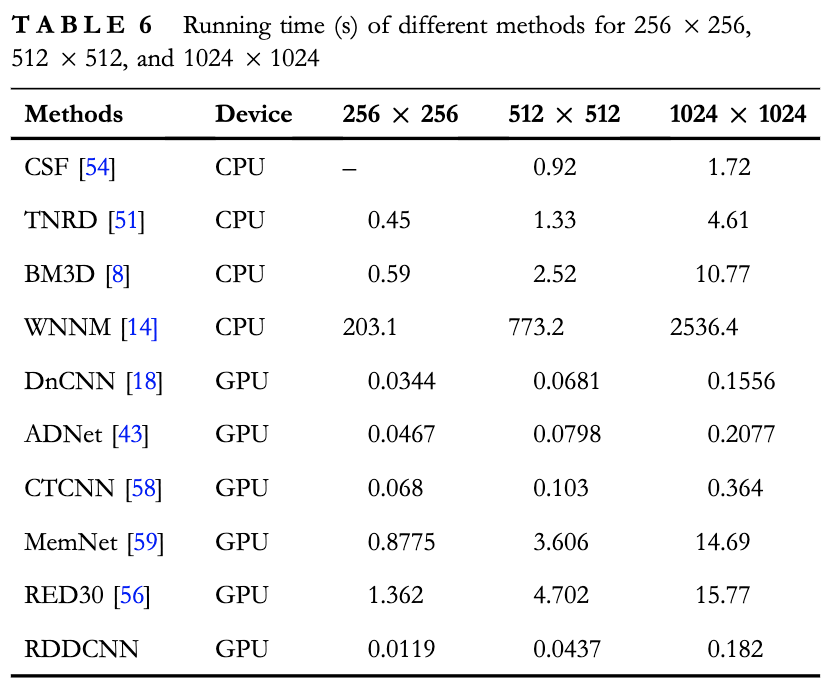 TABLE 6 Running time (s) of different methods for 256 × 256,
512 × 512, and 1024 × 1024
Methods Device 256 × 256 512 × 512 1024 × 1024
CSF [54] CPU – 0.92 1.72
TNRD [51] CPU 0.45 1.33 4.61
BM3D [8] CPU 0.59 2.52 10.77
WNNM [14] CPU 203.1 773.2 2536.4
DnCNN [18] GPU 0.0344 0.0681 0.1556
ADNet [43] GPU 0.0467 0.0798 0.2077
CTCNN [58] GPU 0.068 0.103 0.364
MemNet [59] GPU 0.8775 3.606 14.69
RED30 [56] GPU 1.362 4.702 15.77
RDDCNN GPU 0.0119 0.0437 0.182